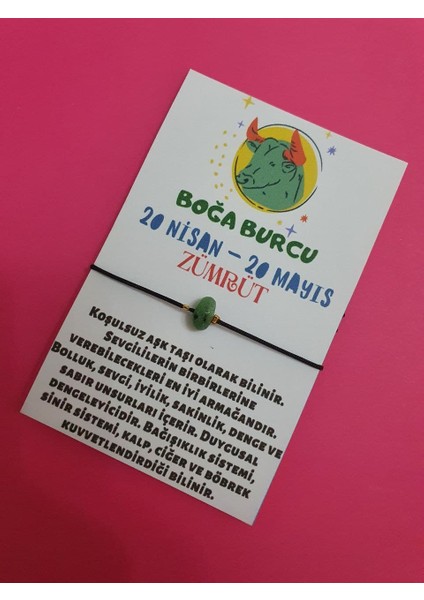 BOĞA BURCU
20 NİSAN – 20 MAYIS
ZÜMRÜT
KOŞULSUZ AŞK TAŞI OLARAK BİLİNİR.
SEVGİLİLERİN BİRBİRLERİNE
VEREBİLECEKLERİ EN İYİ ARMAĞANDIR.
BOLLUK, SEVGİ, İYİLİK, SAKİNLİK, DENGE VE
SABIR UNSURLARI İÇERİR. DUYGUSAL
DENGELEYİCİDİR. BAĞIŞIKLIK SİSTEMİ,
SİNİR SİSTEMİ, KALP, CİĞER VE BÖBREK
KUVVETLENDİRDİĞİ BİLİNİR.